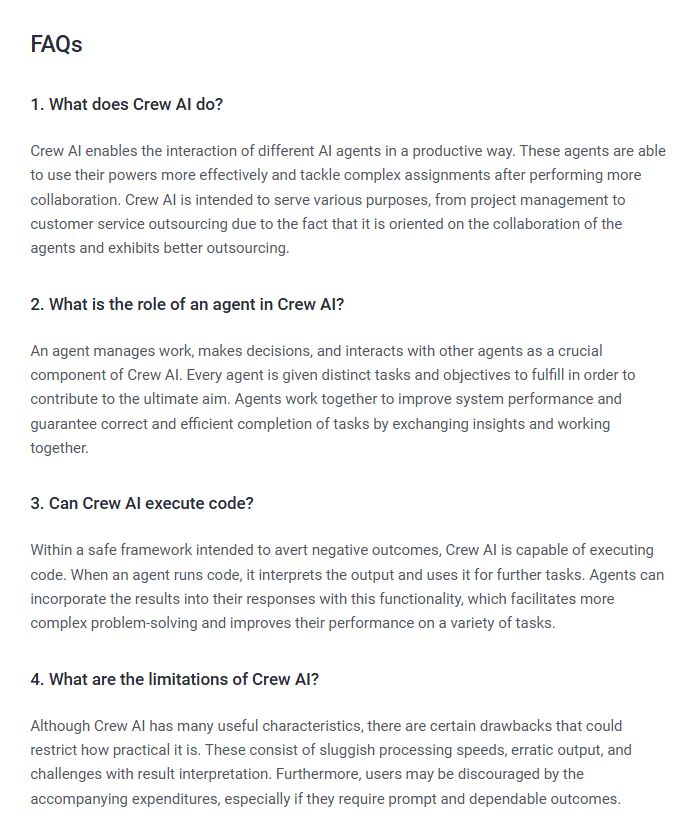 FAQs
1. What does Crew AI do?
Crew AI enables the interaction of different AI agents in a productive way. These agents are able
to use their powers more effectively and tackle complex assignments after performing more
collaboration. Crew AI is intended to serve various purposes, from project management to
customer service outsourcing due to the fact that it is oriented on the collaboration of the
agents and exhibits better outsourcing.
2. What is the role of an agent in Crew AI?
An agent manages work, makes decisions, and interacts with other agents as a crucial
component of Crew AI. Every agent is given distinct tasks and objectives to fulfill in order to
contribute to the ultimate aim. Agents work together to improve system performance and
guarantee correct and efficient completion of tasks by exchanging insights and working
together.
3. Can Crew AI execute code?
Within a safe framework intended to avert negative outcomes, Crew AI is capable of executing
code. When an agent runs code, it interprets the output and uses it for further tasks. Agents can
incorporate the results into their responses with this functionality, which facilitates more
complex problem-solving and improves their performance on a variety of tasks.
4. What are the limitations of Crew AI?
Although Crew AI has many useful characteristics, there are certain drawbacks that could
restrict how practical it is. These consist of sluggish processing speeds, erratic output, and
challenges with result interpretation. Furthermore, users may be discouraged by the
accompanying expenditures, especially if they require prompt and dependable outcomes.